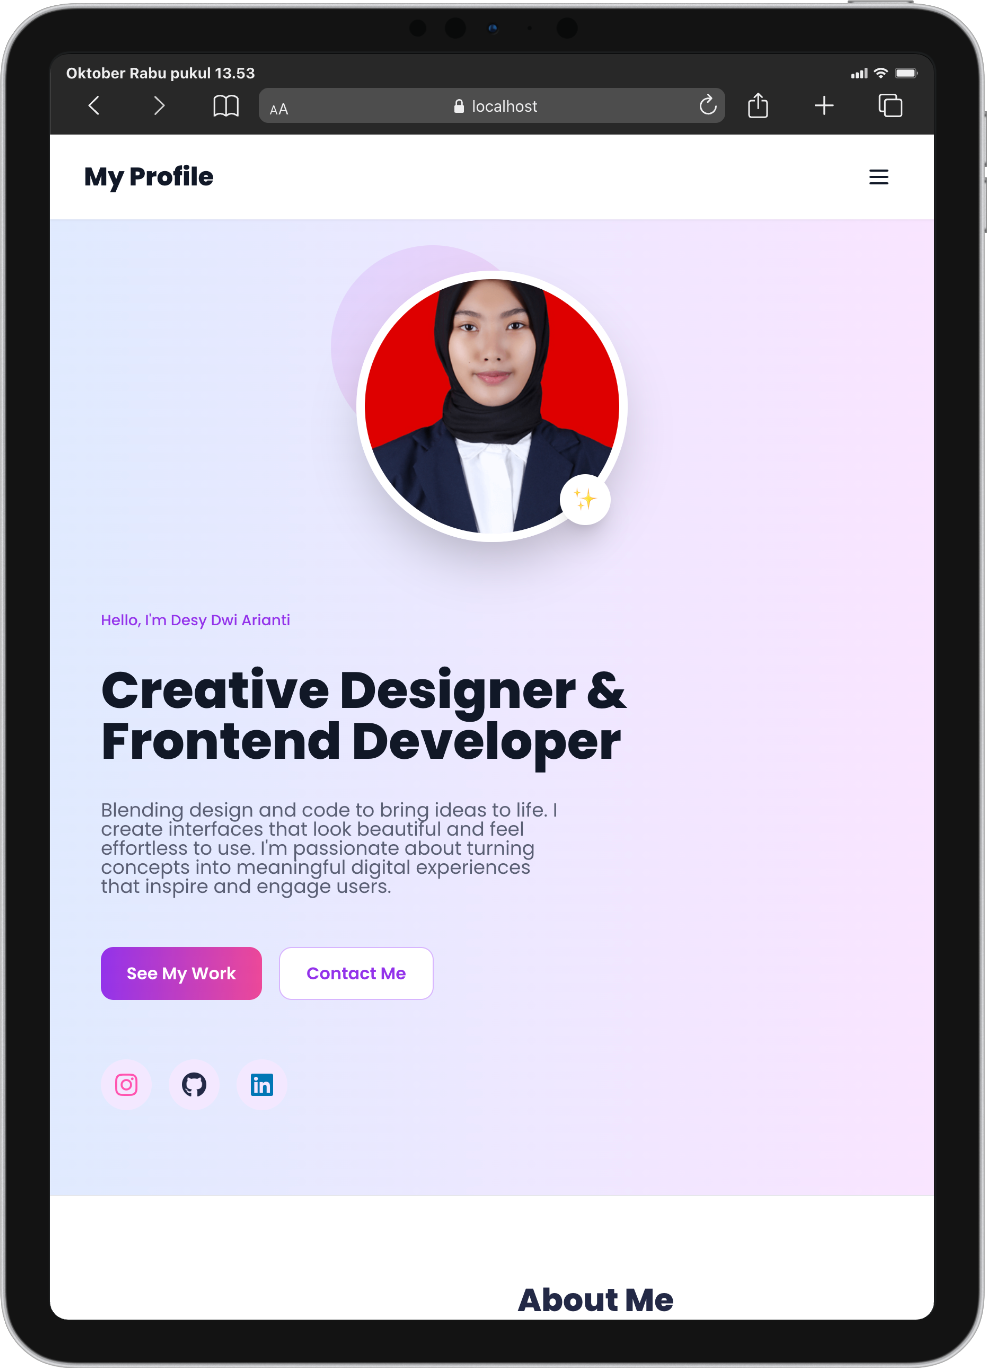 Oktober Rabu pukul 13.53
AA
localhost
My Profile
Hello, I'm Desy Dwi Arianti
Creative Designer &
Frontend Developer
Blending design and code to bring ideas to life. I
create interfaces that look beautiful and feel
effortless to use. I'm passionate about turning
concepts into meaningful digital experiences
that inspire and engage users.
See My Work
Contact Me
in
About Me